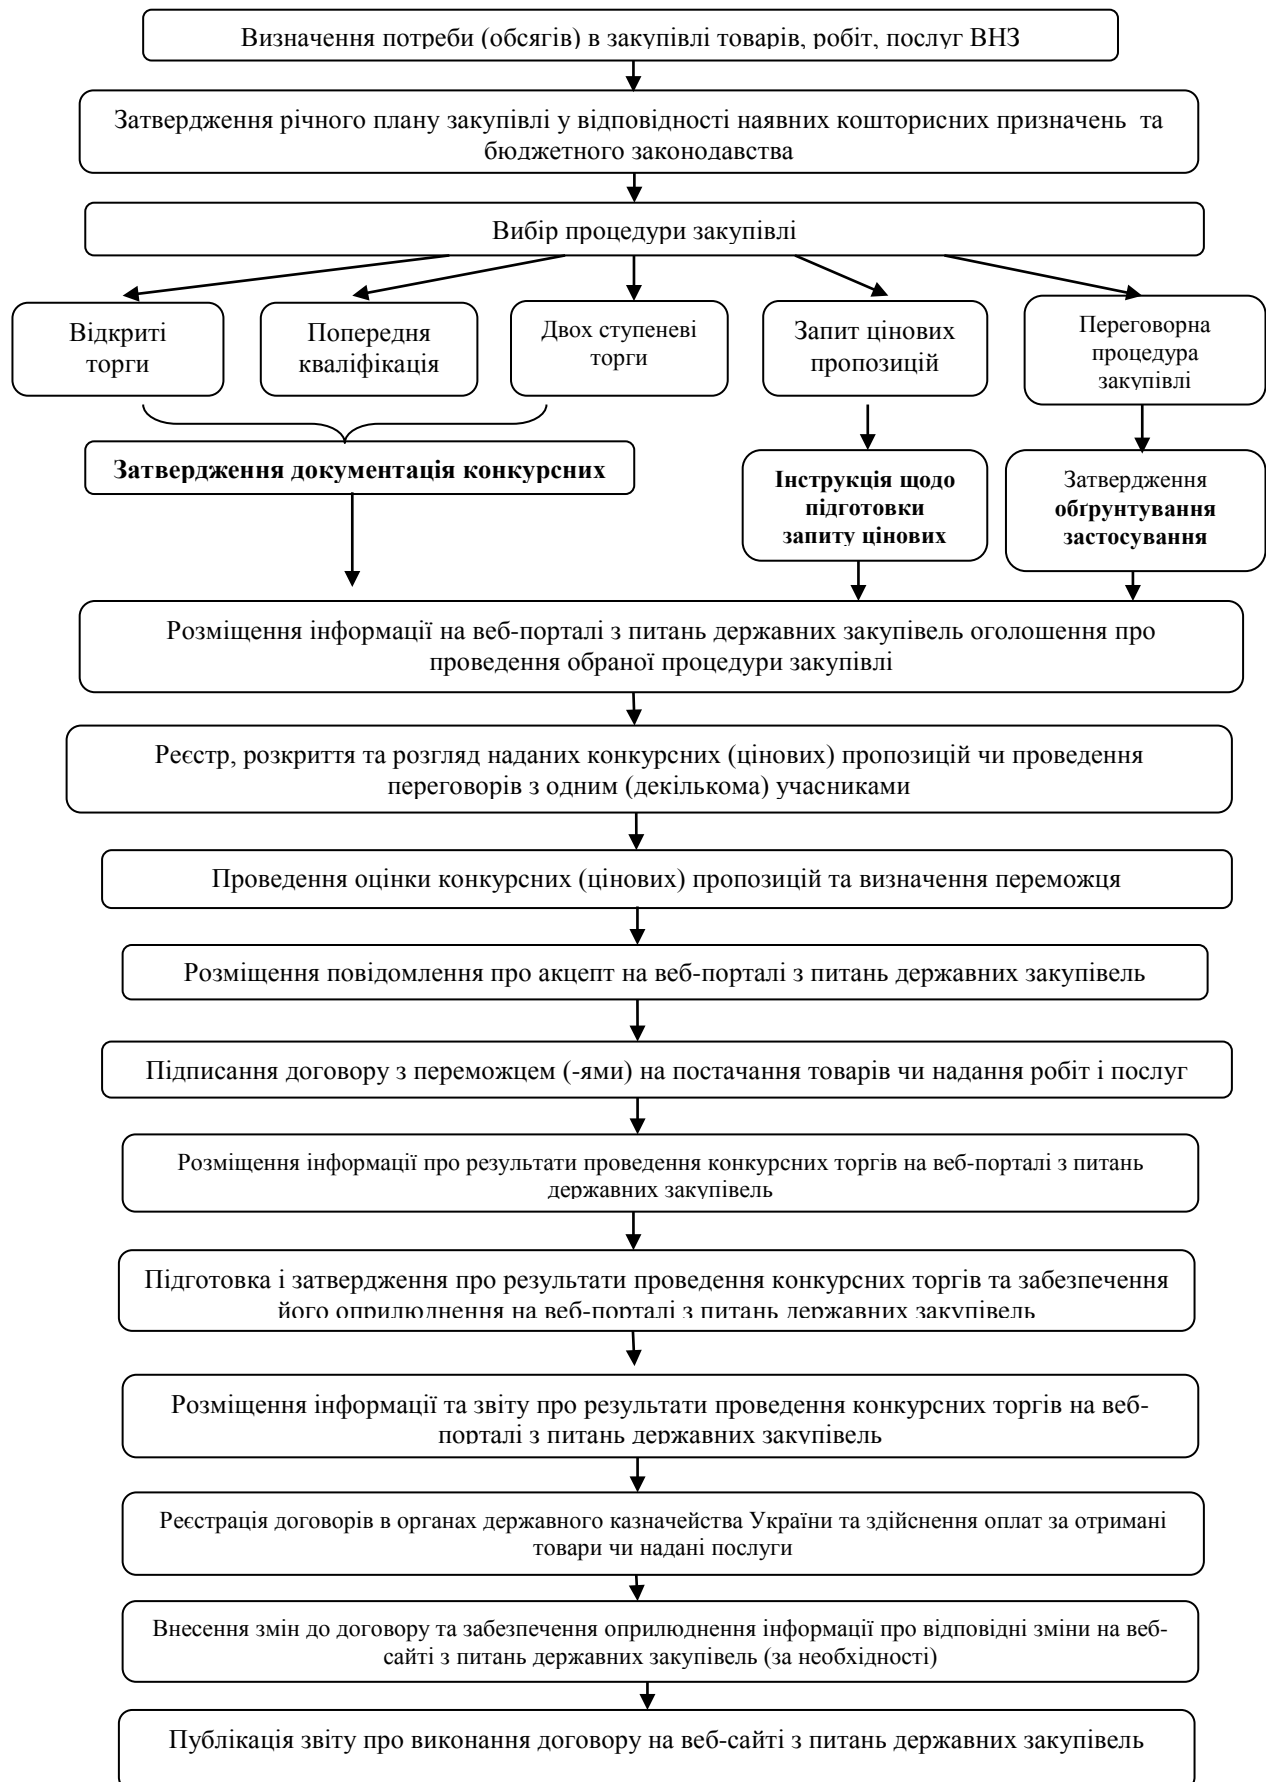 Визначення потреби (обсягів) в закупівлі товарів, робіт, послуг ВНЗ
Затвердження річного плану закупівлі у відповідності наявних кошторисних призначень та
бюджетного законодавства
Вибір процедури закупівлі
Відкриті
торги
Попередня
кваліфікація
Двох ступеневі
торги
Запит цінових
пропозицій
Переговорна
процедура
закупівлі
Затвердження документація конкурсних
Інструкція щодо
підготовки
запиту цінових
Затвердження
обґрунтування
застосування
Розміщення інформації на веб-порталі з питань державних закупівель оголошення про
проведення обраної процедури закупівлі
Реєстр, розкриття та розгляд наданих конкурсних (цінових) пропозицій чи проведення
переговорів з одним (декількома) учасниками
Проведення оцінки конкурсних (цінових) пропозицій та визначення переможця
Розміщення повідомлення про акцепт на веб-порталі з питань державних закупівель
Підписання договору з переможцем (-ями) на постачання товарів чи надання робіт і послуг
Розміщення інформації про результати проведення конкурсних торгів на веб-порталі з питань
державних закупівель
Підготовка і затвердження про результати проведення конкурсних торгів та забезпечення
його оприлюднення на веб-порталі з питань державних закупівель
Розміщення інформації та звіту про результати проведення конкурсних торгів на веб-
порталі з питань державних закупівель
Реєстрація договорів в органах державного казначейства України та здійснення оплат за отримані
товари чи надані послуги
Внесення змін до договору та забезпечення оприлюднення інформації про відповідні зміни на веб-
сайті з питань державних закупівель (за необхідності)
Публікація звіту про виконання договору на веб-сайті з питань державних закупівель